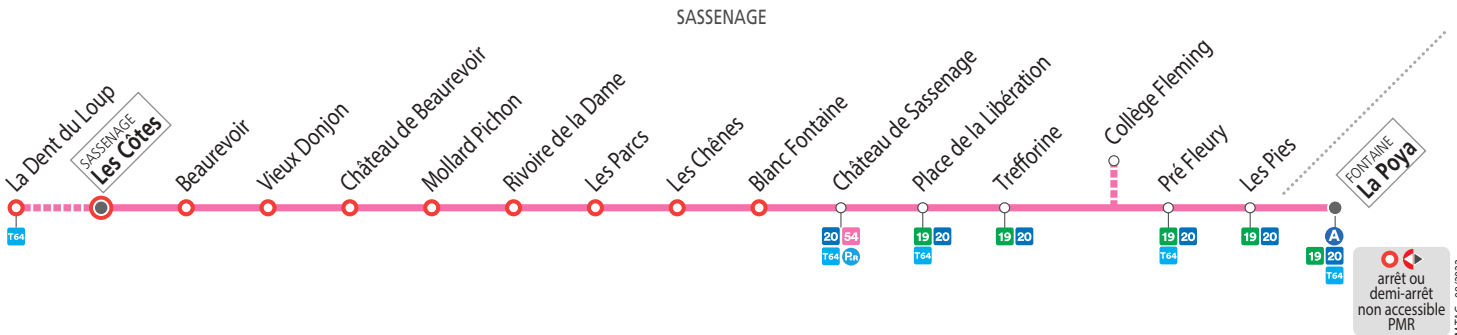 SASSENAGE
La Dent du Loup
SASSENAGE
Les Côtes
Beaurevoir
Vieux Donjon
Château de Beaurevoir
Mollard Pichon
Rivoire de la Dame
Les Parcs
Les Chênes
Blanc Fontaine
Château de Sassenage
Place de la Libération
Trefforine
Collège Fleming
Pré Fleury
Les Pies
FONTAINE
La Poya
T64
20 54
T64 P+R
19 20
T64
19 20
19 20
T64
19 20
A
19 20
T64
arrêt ou
demi-arrêt
non accessible
PMR